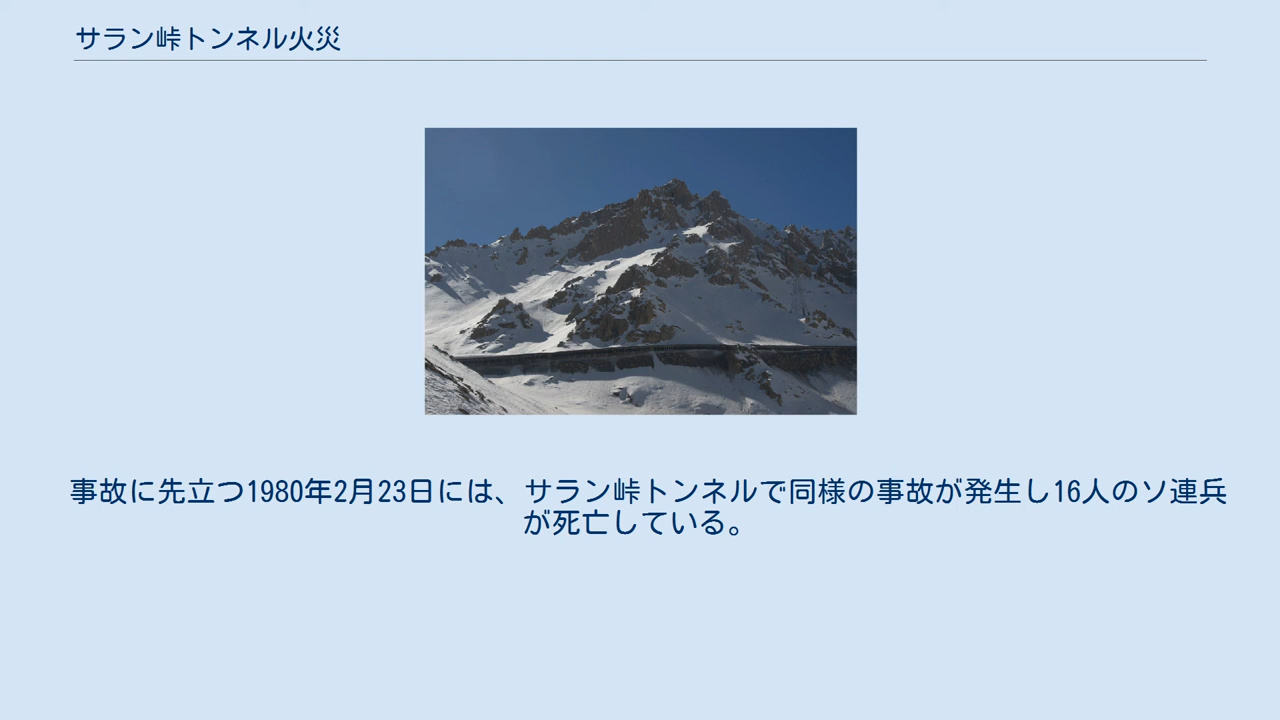 サラン峠トンネル火災
事故に先立つ1980年2月23日には、サラン峠トンネルで同様の事故が発生し16人のソ連兵
が死亡している。